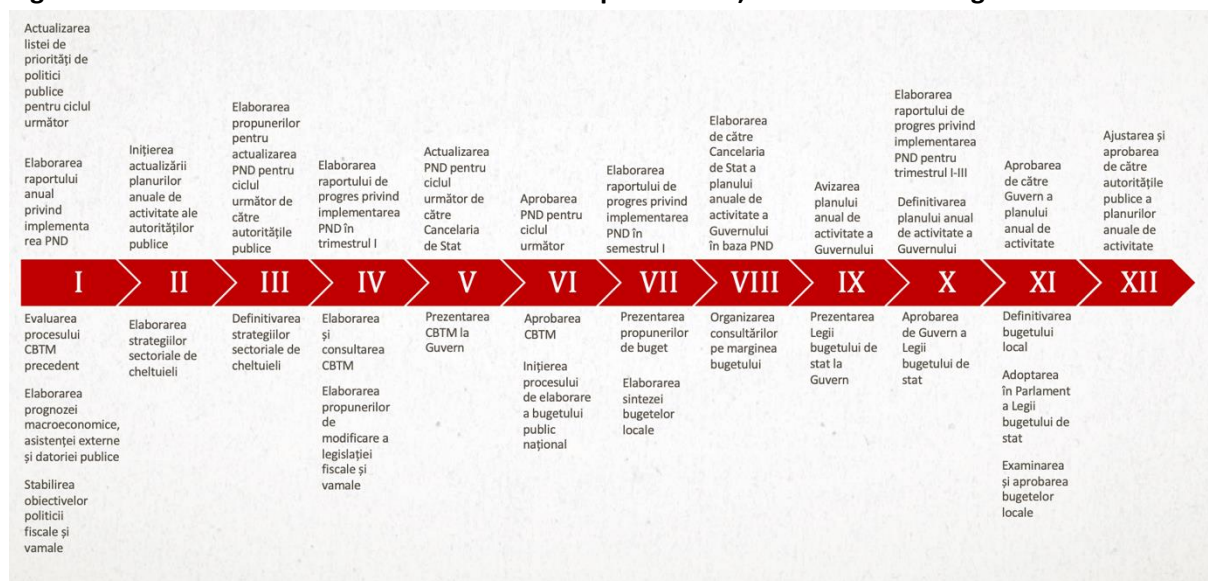 Actualizarea
listei de
priorități de
politici
publice
pentru ciclul
următor
Elaborarea
raportului
anual
privind
implementa
rea PND
Inițierea
actualizării
planurilor
anuale de
activitate ale
autorităților
publice
Elaborarea
propunerilor
pentru
actualizarea
PND pentru
ciclul
următor de
către
autoritățile
publice
Elaborarea
raportului de
progres privind
implementarea
PND în
trimestrul I
Actualizarea
PND pentru
ciclul
următor de
către
Cancelaria
de Stat
Aprobarea
PND pentru
ciclul
următor
Elaborarea
raportului de
progres privind
implementarea
PND în
semestrul I
Elaborarea
de către
Cancelaria
de Stat a
planului
anuale de
activitate a
Guvernului
în baza PND
Avizarea
planului
anual de
activitate a
Guvernului
Elaborarea
raportului de
progres privind
implementarea
PND pentru
trimestrul I-III
Definitivarea
planului anual
de activitate a
Guvernului
Aprobarea
de către
Guvern a
planului
anual de
activitate
Ajustarea și
aprobarea
de către
autoritățile
publice a
planurilor
anuale de
activitate
I II III IV V VI VII VIII IX X XI XII
Evaluarea
procesului
CBTM
precedent
Elaborarea
prognozei
macroeconomice,
asistenței externe
și datoriei publice
Stabilirea
obiectivelor
politicii
fiscale și
vamale
Elaborarea
strategiilor
sectoriale de
cheltuieli
Definitivarea
strategiilor
sectoriale de
cheltuieli
Elaborarea
și
consultarea
CBTM
Elaborarea
propunerilor
de
modificare a
legislației
fiscale și
vamale
Prezentarea
CBTM la
Guvern
Aprobarea
CBTM
Inițierea
procesului
de elaborare
a bugetului
public
național
Prezentarea
propunerilor
de buget
Elaborarea
sintezei
bugetelor
locale
Organizarea
consultărilor
pe marginea
bugetului
Prezentarea
Legii
bugetului de
stat la
Guvern
Aprobarea
de Guvern a
Legii
bugetului de
stat
Definitivarea
bugetului
local
Adoptarea
în Parlament
a Legii
bugetului de
stat
Examinarea
și aprobarea
bugetelor
locale